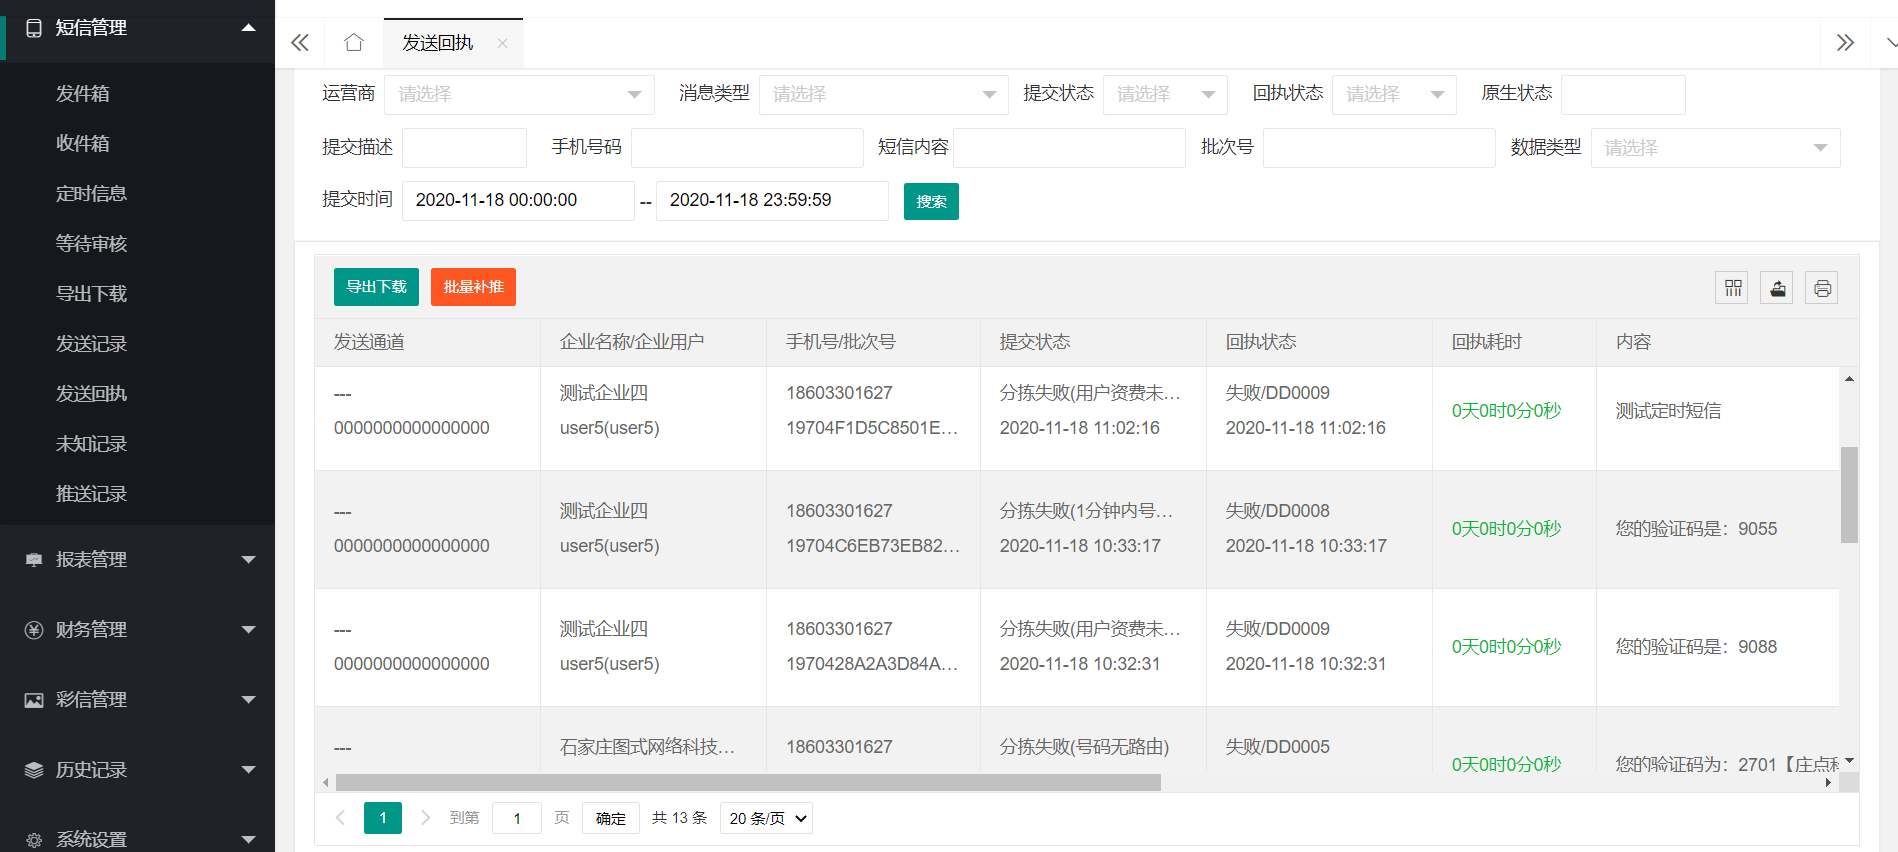 短信管理
发件箱
收件箱
定时信息
等待审核
导出下载
发送记录
发送回执
未知记录
推送记录
报表管理
财务管理
彩信管理
历史记录
系统设置
发送回执
运营商 请选择 消息类型 请选择 提交状态 请选择 回执状态 请选择 原生状态
提交描述 手机号码 短信内容 批次号 数据类型 请选择
提交时间 2020-11-18 00:00:00 -- 2020-11-18 23:59:59 搜索
导出下载 批量补推
发送通道 企业名称/企业用户 手机号/批次号 提交状态 回执状态 回执耗时 内容
--- 测试企业四 18603301627 分拣失败(用户资费未… 失败/DD0009
0天0时0分0秒 测试定时短信
0000000000000000 user5(user5) 19704F1D5C8501E… 2020-11-18 11:02:16 2020-11-18 11:02:16
--- 测试企业四 18603301627 分拣失败(1分钟内号… 失败/DD0008
0天0时0分0秒 您的验证码是：9055
0000000000000000 user5(user5) 19704C6EB73EB82… 2020-11-18 10:33:17 2020-11-18 10:33:17
--- 测试企业四 18603301627 分拣失败(用户资费未… 失败/DD0009
0天0时0分0秒 您的验证码是：9088
0000000000000000 user5(user5) 1970428A2A3D84A… 2020-11-18 10:32:31 2020-11-18 10:32:31
--- 石家庄图式网络科技… 18603301627 分拣失败(号码无路由) 失败/DD0005
0天0时0分0秒 您的验证码为：2701【庄点科
1 到第 1 页 确定 共 13 条 20 条/页